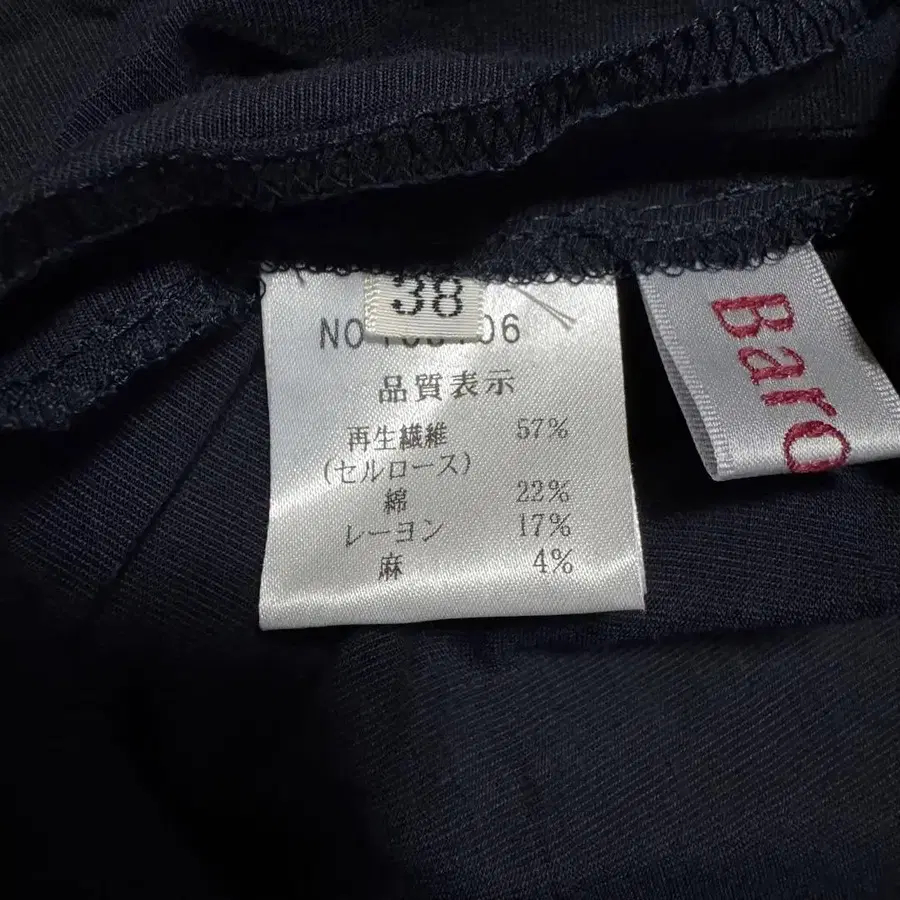 38
品質表示
再生繊維 57%
(セルロース)
綿 22%
レーヨン 17%
麻 4%
Baro